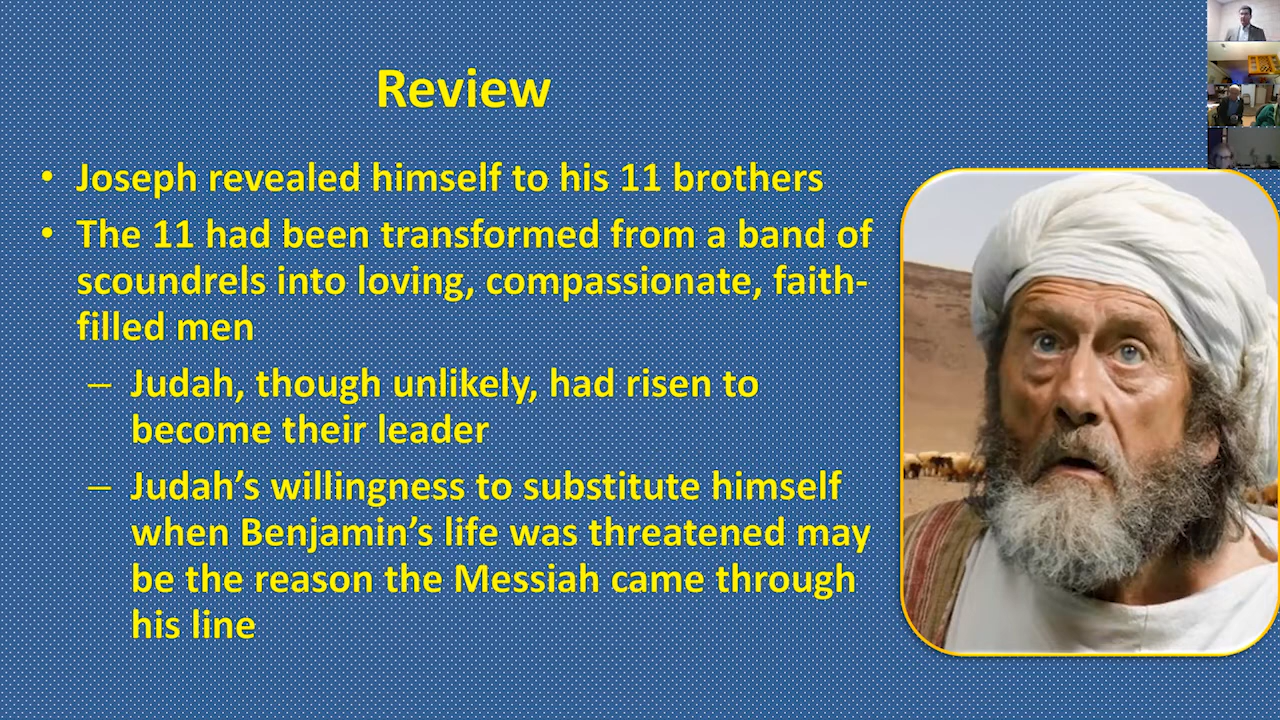 Review
• Joseph revealed himself to his 11 brothers
• The 11 had been transformed from a band of
scoundrels into loving, compassionate, faith-
filled men
– Judah, though unlikely, had risen to
become their leader
– Judah’s willingness to substitute himself
when Benjamin’s life was threatened may
be the reason the Messiah came through
his line